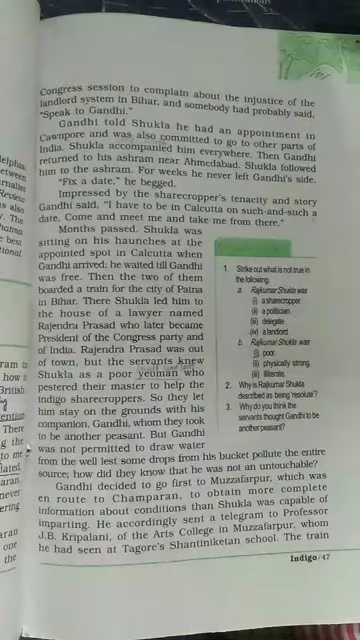 Congress session to complain about the injustice of the
landlord system in Bihar, and somebody had probably said,
"Speak to Gandhi."
Gandhi told Shukla he had an appointment in
Cawnpore and was also committed to go to other parts of
India. Shukla accompanied him everywhere. Then Gandhi
returned to his ashram near Ahmedabad. Shukla followed
him to the ashram. For weeks he never left Gandhi's side.
"Fix a date," he begged.
Impressed by the sharecropper's tenacity and story
Gandhi said, "I have to be in Calcutta on such-and-such a
date. Come and meet me and take me from there."
Months passed. Shukla was
sitting on his haunches at the
appointed spot in Calcutta when
Gandhi arrived; he waited till Gandhi
was free. Then the two of them
boarded a train for the city of Patna
in Bihar. There Shukla led him to
the house of a lawyer named
Rajendra Prasad who later became
President of the Congress party and
of India. Rajendra Prasad was out
of town, but the servants knew
Shukla as a poor yeoman who
pestered their master to help the
indigo sharecroppers. So they let
him stay on the grounds with his
companion, Gandhi, whom they took
to be another peasant. But Gandhi
was not permitted to draw water
from the well lest some drops from his bucket pollute the entire
source; how did they know that he was not an untouchable?
Gandhi decided to go first to Muzzafarpur, which was
en route to Champaran, to obtain more complete
information about conditions than Shukla was capable of
imparting. He accordingly sent a telegram to Professor
J.B. Kripalani, of the Arts College in Muzzafarpur, whom
he had seen at Tagore's Shantiniketan school. The train
1. Strike out what is not true in
the following.
a. Rajkumar Shukla was
(i) a sharecropper.
(ii) a politician.
(iii) delegate.
(iv) a landlord.
b. Rajkumar Shukla was
(i) poor.
(ii) physically strong.
(iii) illiterate.
2. Why is Rajkumar Shukla
described as being 'resolute'?
3. Why do you think the
servants thought Gandhi to be
another peasant?
Indigo/47